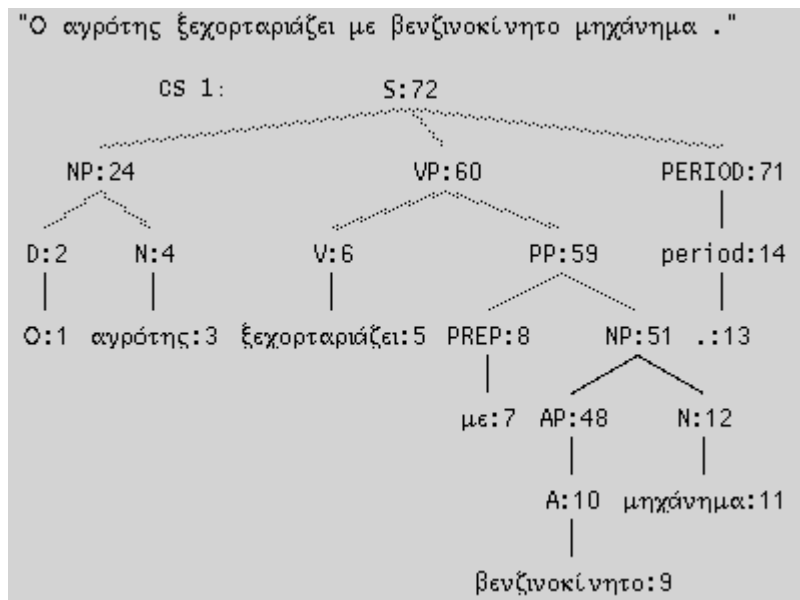 "Ο αγρότης ξεχορταριάζει με βενζινοκίνητο μηχάνημα ."
CS 1: S:72
NP:24 VP:60 PERIOD:71
D:2 N:4 V:6 PP:59 period:14
Ο:1 αγρότης:3 ξεχορταριάζει:5 PREP:8 NP:51 .:13
με:7 AP:48 N:12
A:10 μηχάνημα:11
βενζινοκίνητο:9